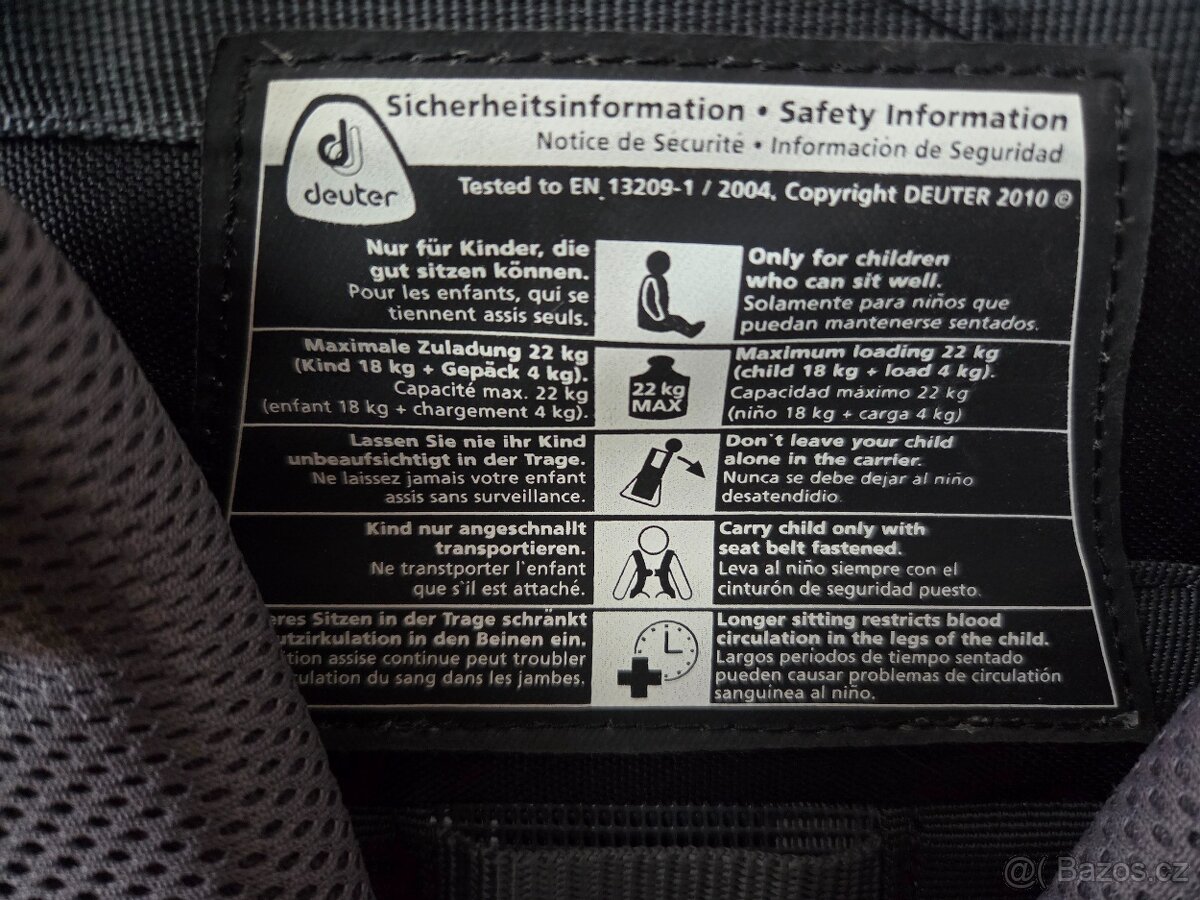 Sicherheitsinformation • Safety Information
Notice de Sécurité • Información de Seguridad
deuter
Tested to EN 13209-1 / 2004. Copyright DEUTER 2010 ©
Nur für Kinder, die
gut sitzen können.
Pour les enfants, qui se
tiennent assis seuls.
Only for children
who can sit well.
Solamente para niños que
puedan mantenerse sentados.
Maximale Zuladung 22 kg
(Kind 18 kg + Gepäck 4 kg).
Capacité max. 22 kg
(enfant 18 kg + chargement 4 kg).
22 kg
MAX
Maximum loading 22 kg
(child 18 kg + load 4 kg).
Capacidad máximo 22 kg
(niño 18 kg + carga 4 kg)
Lassen Sie nie ihr Kind
unbeaufsichtigt in der Trage.
Ne laissez jamais votre enfant
assis sans surveillance.
Don`t leave your child
alone in the carrier.
Nunca se debe dejar al niño
desatendidio.
Kind nur angeschnallt
transportieren.
Ne transtporter l`enfant
que s`il est attaché.
Carry child only with
seat belt fastened.
Leva al niño siempre con el
cinturón de seguridad puesto.
Sitzen in der Trage schränkt
in den Beinen ein.
assise continue peut troubler
du sang dans les jambes.
Longer sitting restricts blood
circulation in the legs of the child.
Largos periodos de tiempo sentado
pueden causar problemas de circulatión
sanguinea al niño.
@( Bazos.cz